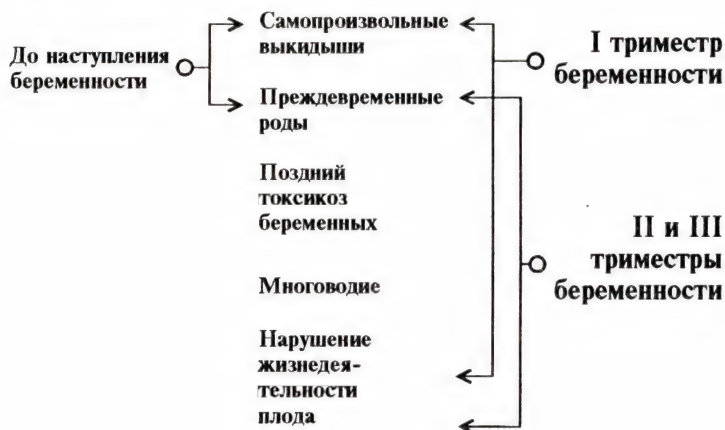 До наступления
беременности
Самопроизвольные
выкидыши
Преждевременные
роды
Поздний
токсикоз
беременных
Многоводие
Нарушение
жизнедея-
тельности
плода
I триместр
беременности
II и III
триместры
беременности